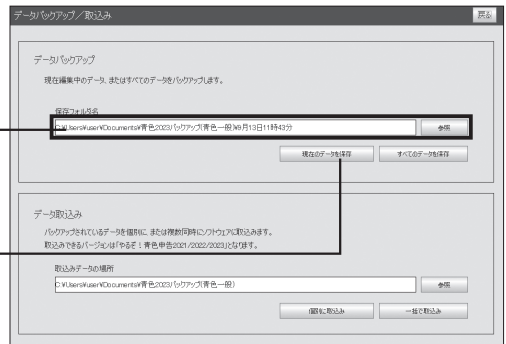 データバックアップ／取込み
戻る
データバックアップ
現在編集中のデータ、またはすべてのデータをバックアップします。
保存フォルダ名
C:¥Users¥user¥Documents¥青色2023バックアップ(青色一般)¥9月13日11時43分
参照
現在のデータを保存
すべてのデータを保存
データ取込み
バックアップされているデータを個別に、または複数同時にソフトウェアに取込みます。
取込みできるバージョンは「やるぞ！青色申告2021/2022/2023」となります。
取込みデータの場所
C:¥Users¥user¥Documents¥青色2023バックアップ(青色一般)
参照
個別に取込み
一括で取込み